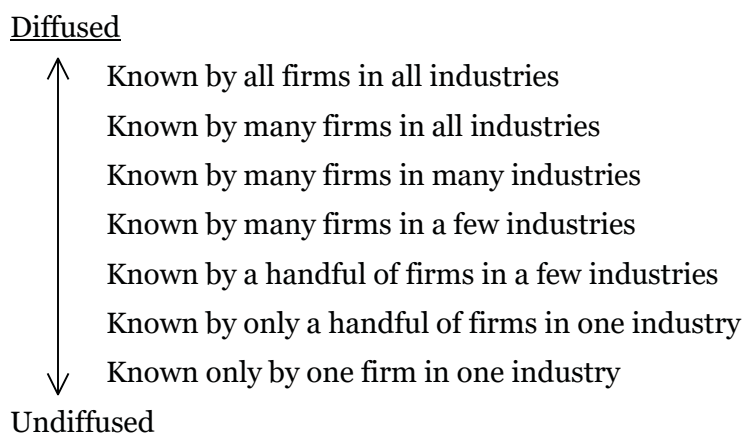 Diffused
Known by all firms in all industries
Known by many firms in all industries
Known by many firms in many industries
Known by many firms in a few industries
Known by a handful of firms in a few industries
Known by only a handful of firms in one industry
Known only by one firm in one industry
Undiffused